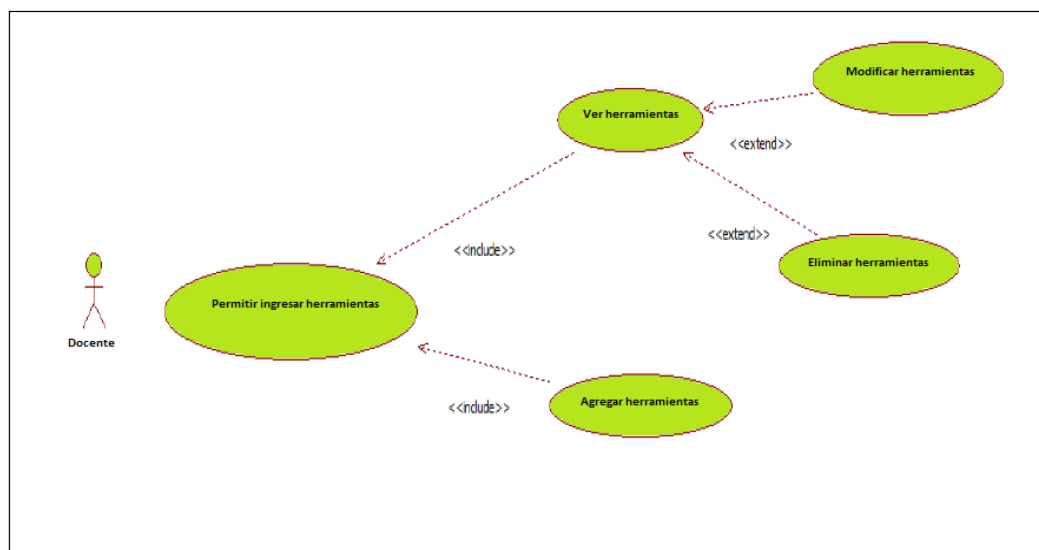 Modificar herramientas
Ver herramientas
<<extend>>
<<extend>>
<<include>>
Eliminar herramientas
Permitir ingresar herramientas
Docente
Agregar herramientas
<<include>>